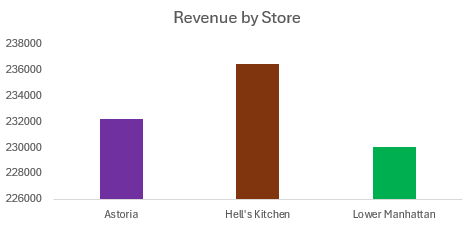 Revenue by Store
238000
236000
234000
232000
230000
228000
226000
Astoria
Hell's Kitchen
Lower Manhattan